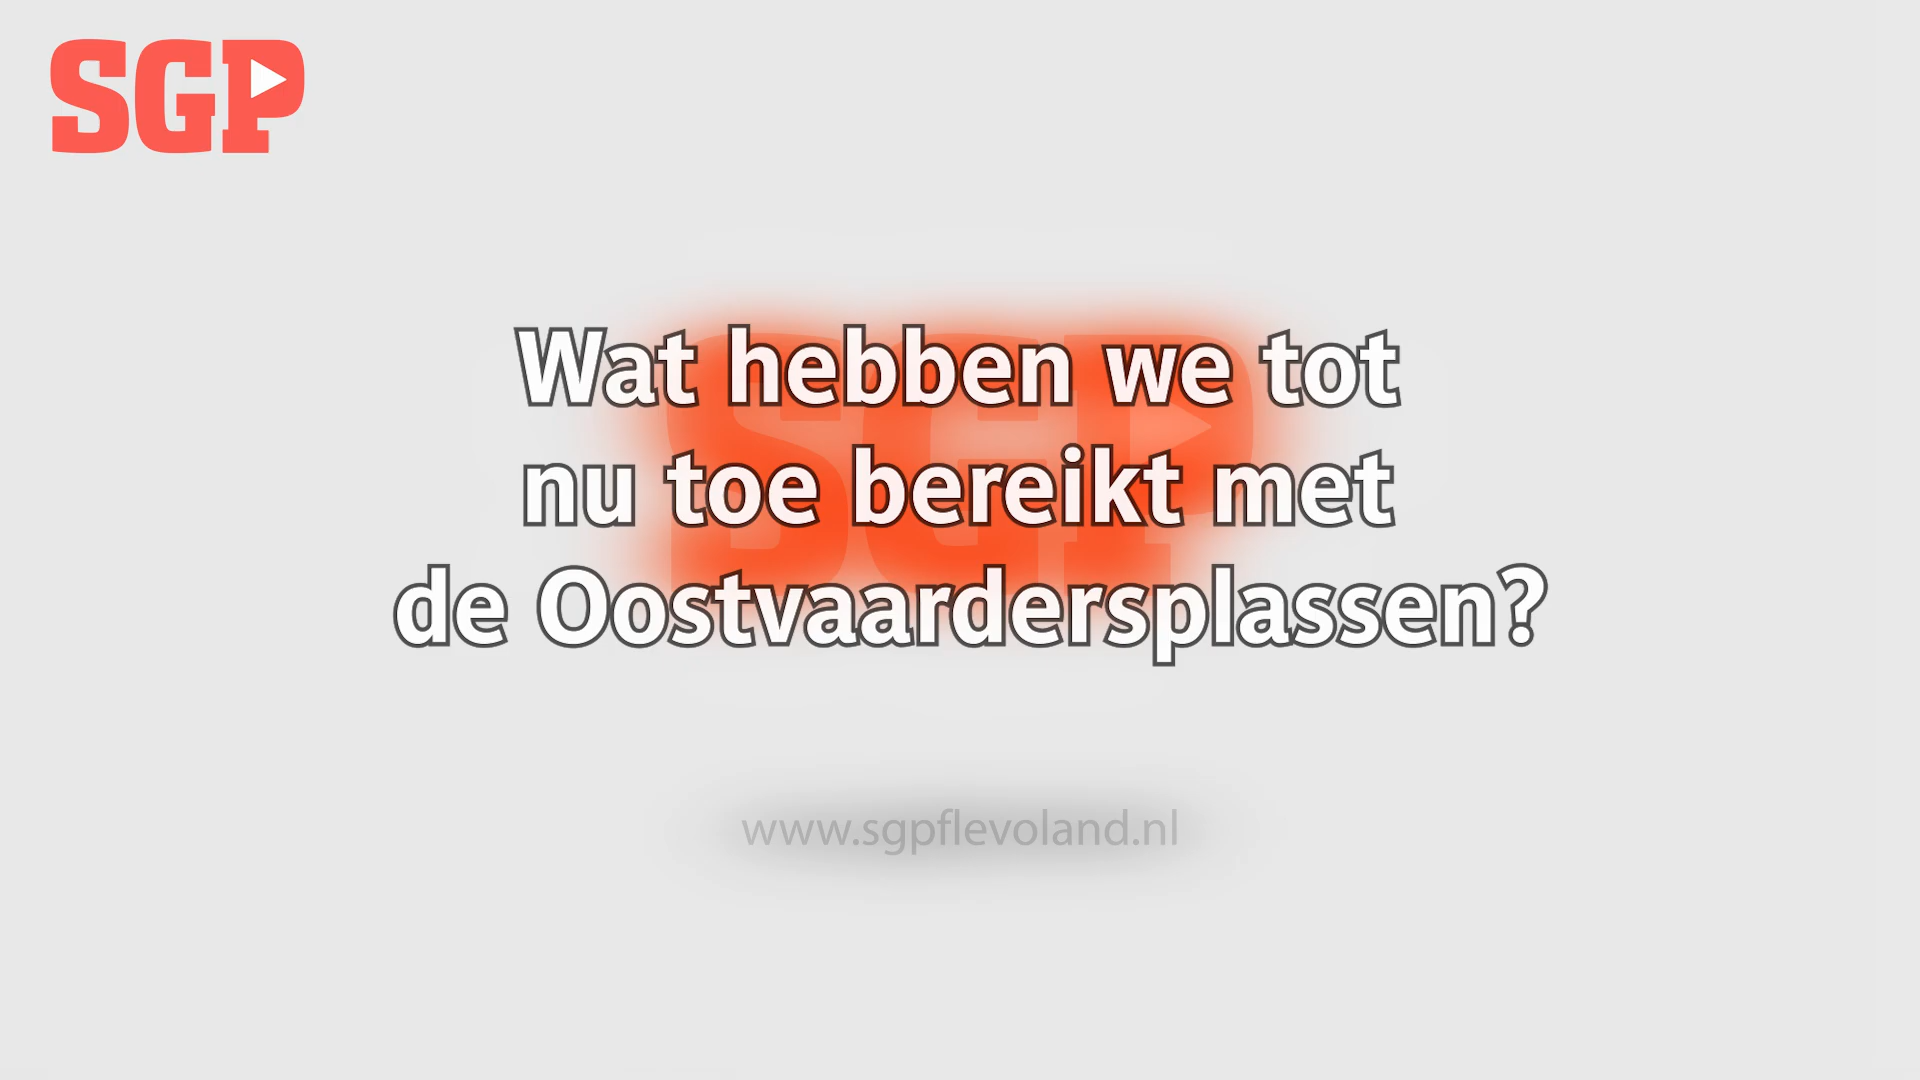 SGP
Wat hebben we tot
nu toe bereikt met
de Oostvaardersplassen?
www.sgpflevoland.nl